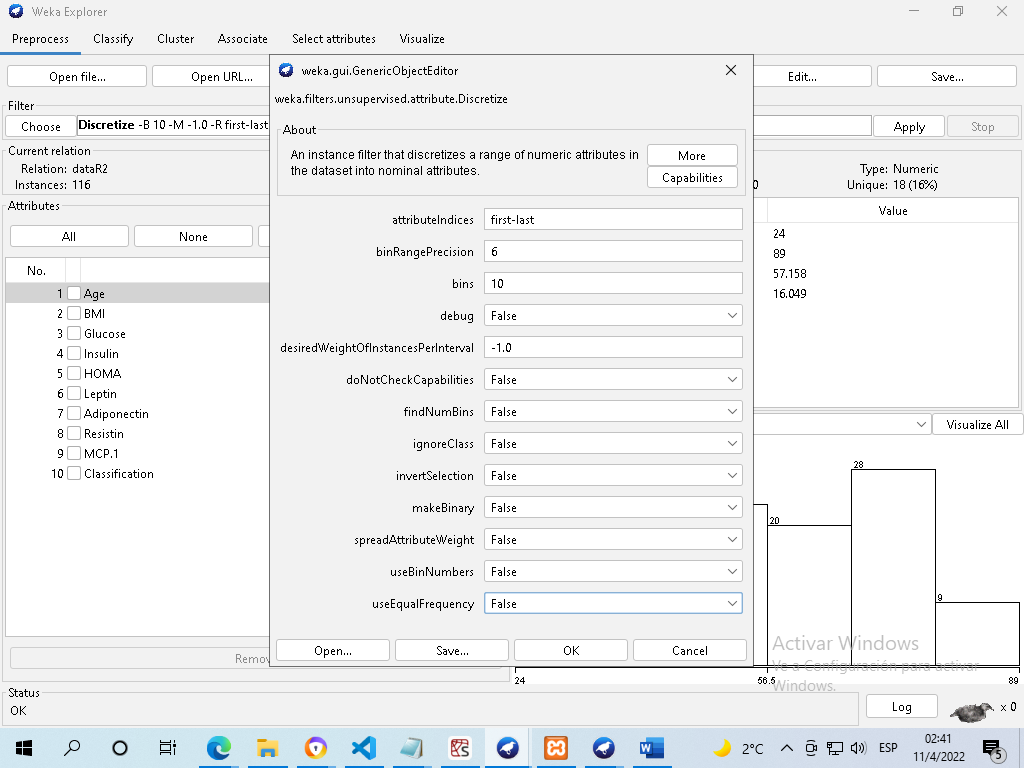 Weka Explorer
Preprocess Classify Cluster Associate Select attributes Visualize
Open file... Open URL... Edit... Save...
Filter
Choose Discretize -B 10 -M -1.0 -R first-last Apply Stop
Current relation
Relation: dataR2
Instances: 116
Type: Numeric
0 Unique: 18 (16%)
Attributes
All None
Value
24
89
57.158
16.049
No.
1 Age
2 BMI
3 Glucose
4 Insulin
5 HOMA
6 Leptin
7 Adiponectin
8 Resistin
9 MCP.1
10 Classification
Remov
weka.gui.GenericObjectEditor
weka.filters.unsupervised.attribute.Discretize
About
An instance filter that discretizes a range of numeric attributes in
the dataset into nominal attributes.
More
Capabilities
attributeIndices first-last
binRangePrecision 6
bins 10
debug False
desiredWeightOfInstancesPerInterval -1.0
doNotCheckCapabilities False
findNumBins False
ignoreClass False
invertSelection False
makeBinary False
spreadAttributeWeight False
useBinNumbers False
useEqualFrequency False
Open... Save... OK Cancel
Visualize All
28
20
9
24 56.5 89
Activar Windows
Ve a Configuración para activar
Windows.
Status
OK
Log x 0
2°C ESP 02:41
11/4/2022 5